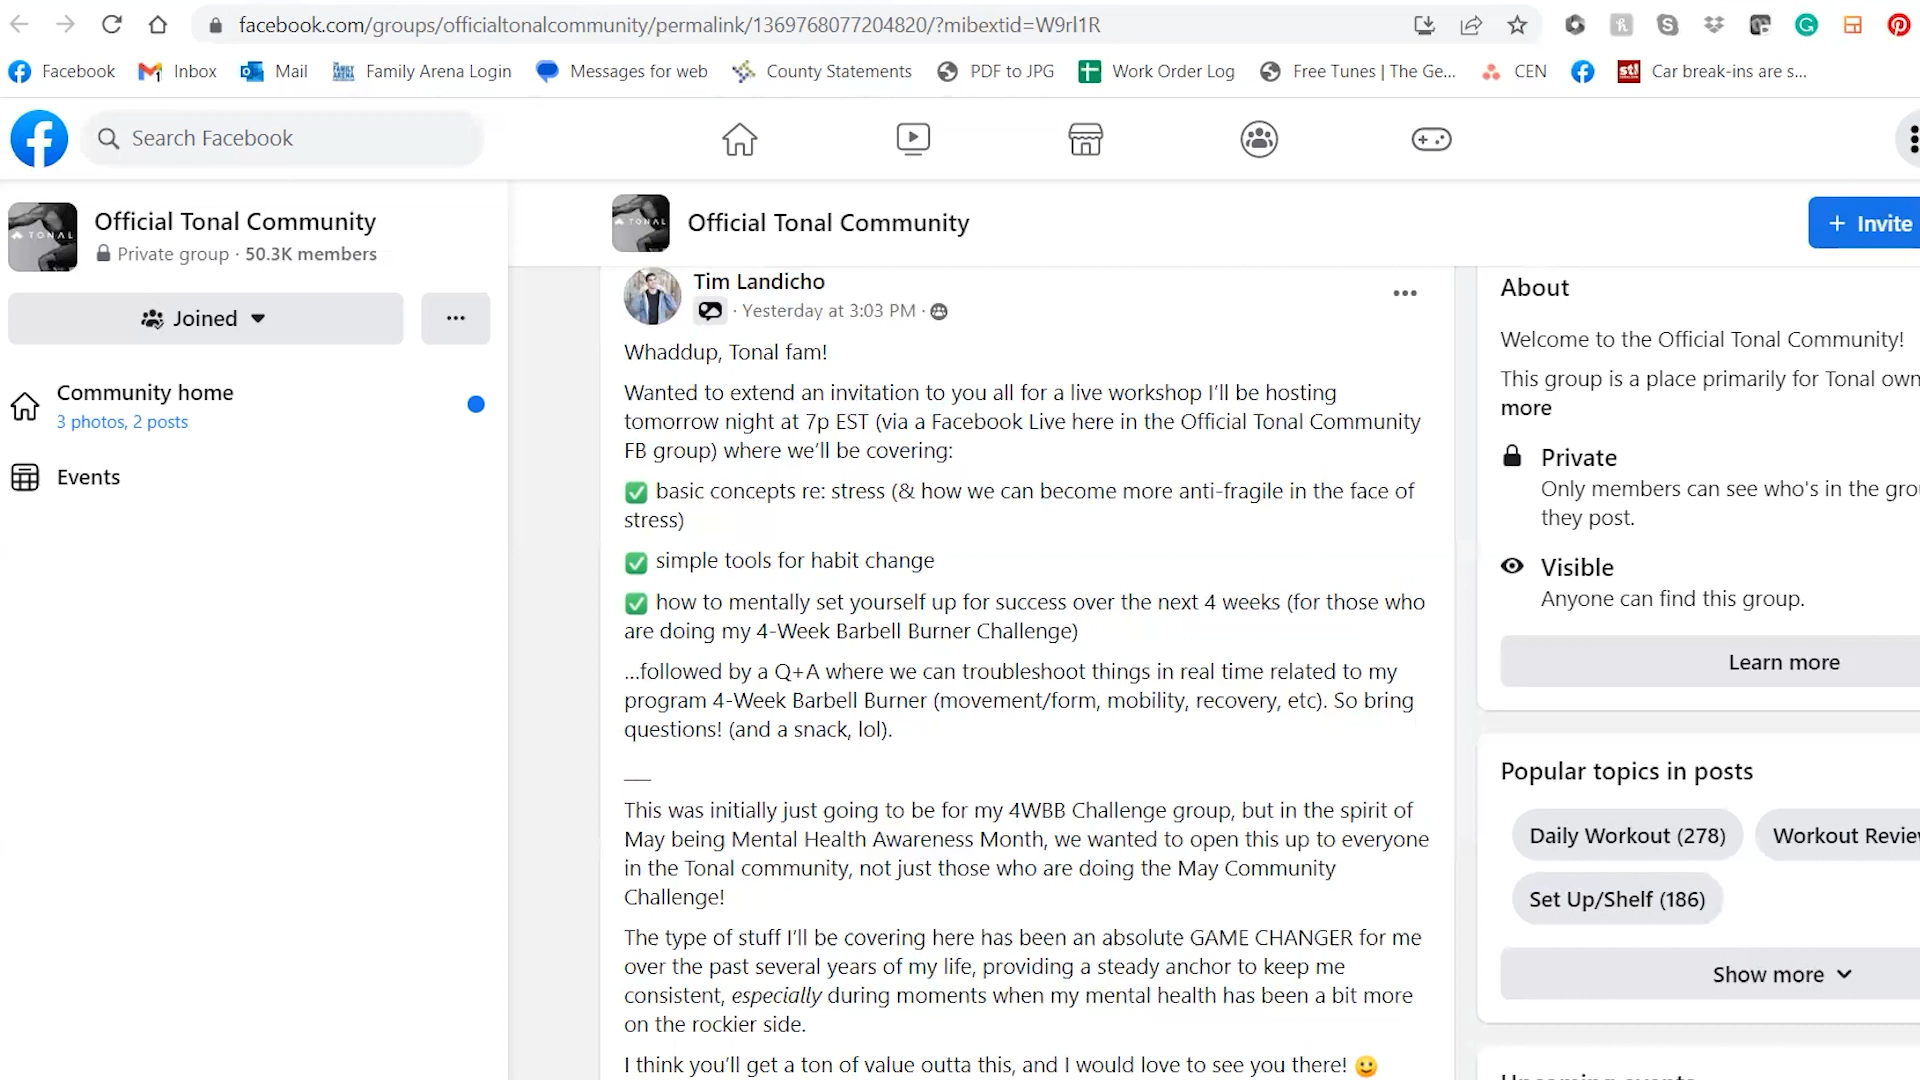 facebook.com/groups/officialtonalcommunity/permalink/1369768077204820/?mibextid=W9rl1R
Facebook
Inbox
Mail
Family Arena Login
Messages for web
County Statements
PDF to JPG
Work Order Log
Free Tunes | The Ge...
CEN
stl
Car break-ins are s...
Search Facebook
TONAL
Official Tonal Community
Private group · 50.3K members
Joined
Community home
3 photos, 2 posts
Events
TONAL
Official Tonal Community
+ Invite
Tim Landicho
· Yesterday at 3:03 PM ·
Whaddup, Tonal fam!
Wanted to extend an invitation to you all for a live workshop I’ll be hosting
tomorrow night at 7p EST (via a Facebook Live here in the Official Tonal Community
FB group) where we’ll be covering:
✅ basic concepts re: stress (& how we can become more anti-fragile in the face of
stress)
✅ simple tools for habit change
✅ how to mentally set yourself up for success over the next 4 weeks (for those who
are doing my 4-Week Barbell Burner Challenge)
...followed by a Q+A where we can troubleshoot things in real time related to my
program 4-Week Barbell Burner (movement/form, mobility, recovery, etc). So bring
questions! (and a snack, lol).
___
This was initially just going to be for my 4WBB Challenge group, but in the spirit of
May being Mental Health Awareness Month, we wanted to open this up to everyone
in the Tonal community, not just those who are doing the May Community
Challenge!
The type of stuff I’ll be covering here has been an absolute GAME CHANGER for me
over the past several years of my life, providing a steady anchor to keep me
consistent, especially during moments when my mental health has been a bit more
on the rockier side.
I think you’ll get a ton of value outta this, and I would love to see you there! 🙂
About
Welcome to the Official Tonal Community!
This group is a place primarily for Tonal own
more
Private
Only members can see who's in the gro
they post.
Visible
Anyone can find this group.
Learn more
Popular topics in posts
Daily Workout (278)
Workout Revie
Set Up/Shelf (186)
Show more